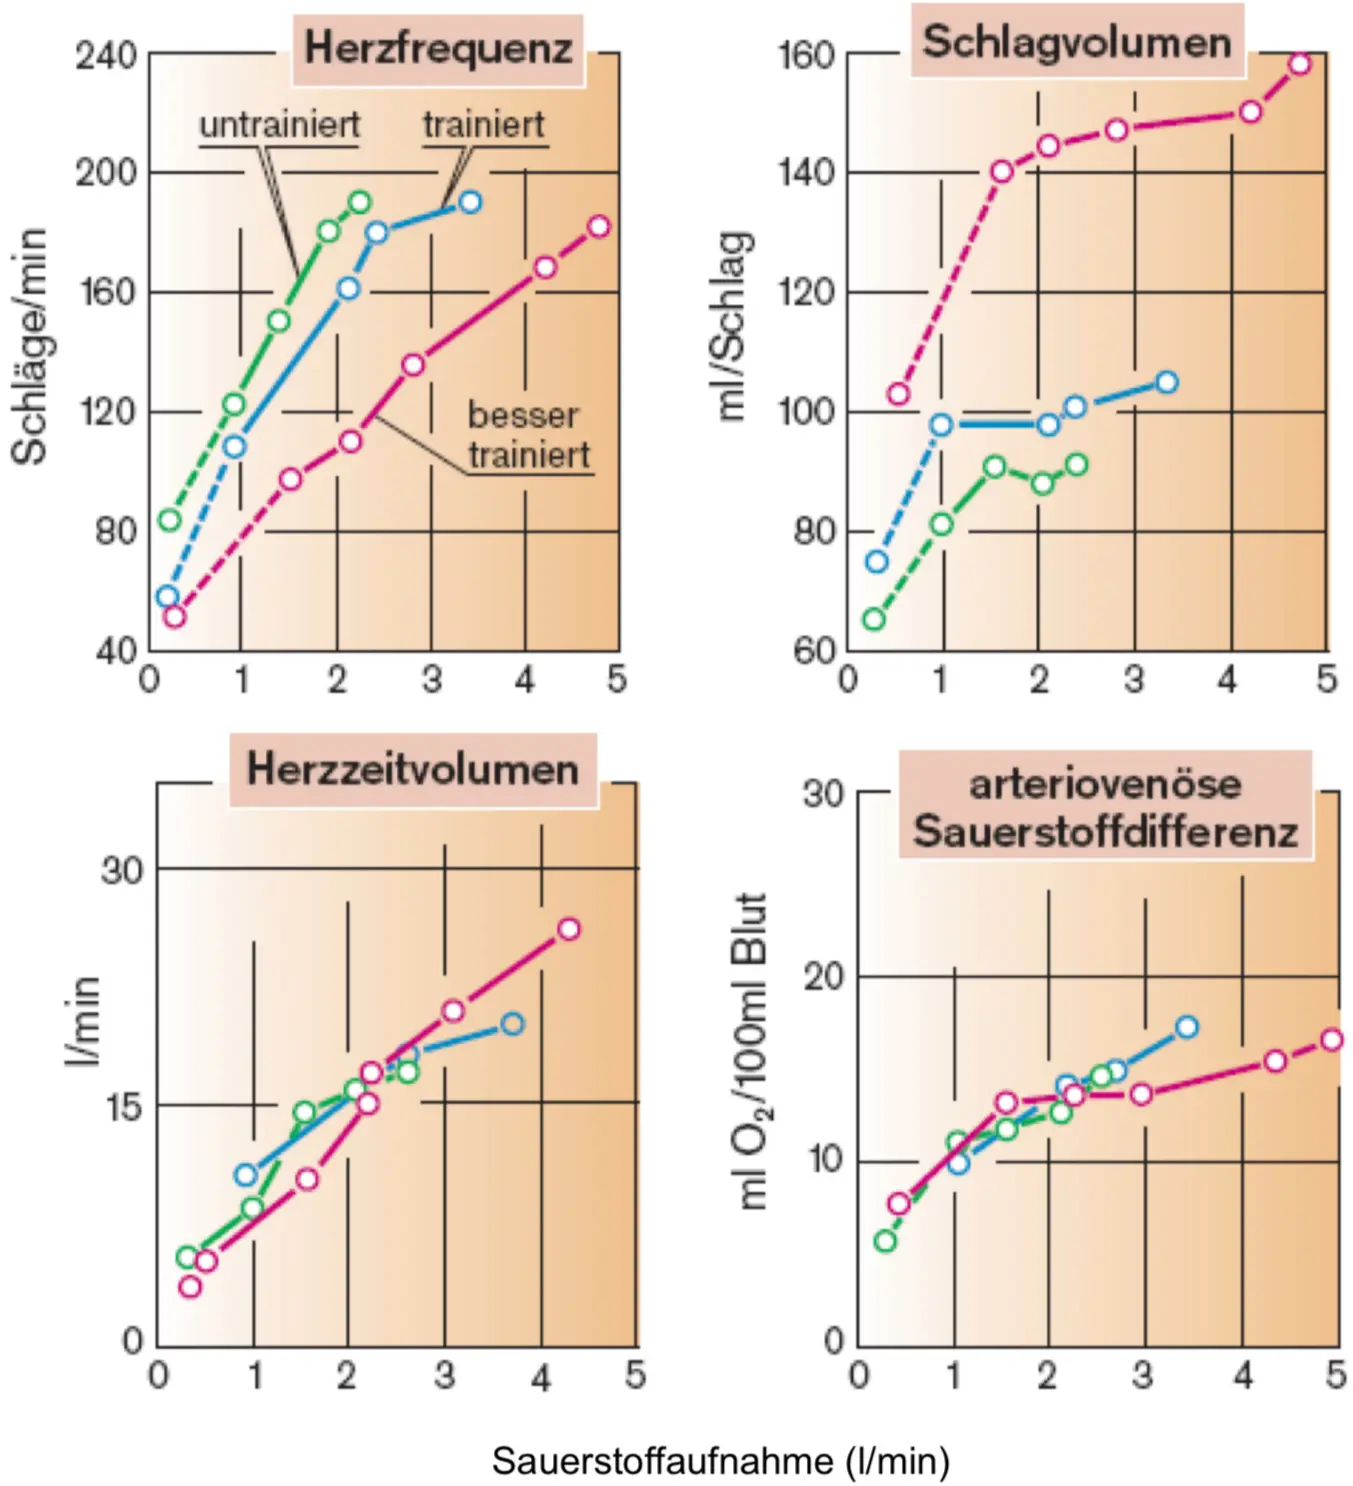 Herzfrequenz
240
200
160
120
80
40
Schläge/min
untrainiert
trainiert
besser
trainiert
0 1 2 3 4 5
Schlagvolumen
160
140
120
100
80
60
ml/Schlag
0 1 2 3 4 5
Herzzeitvolumen
30
15
0
l/min
0 1 2 3 4 5
arteriovenöse
Sauerstoffdifferenz
30
20
10
0
ml O₂/100ml Blut
0 1 2 3 4 5
Sauerstoffaufnahme (l/min)